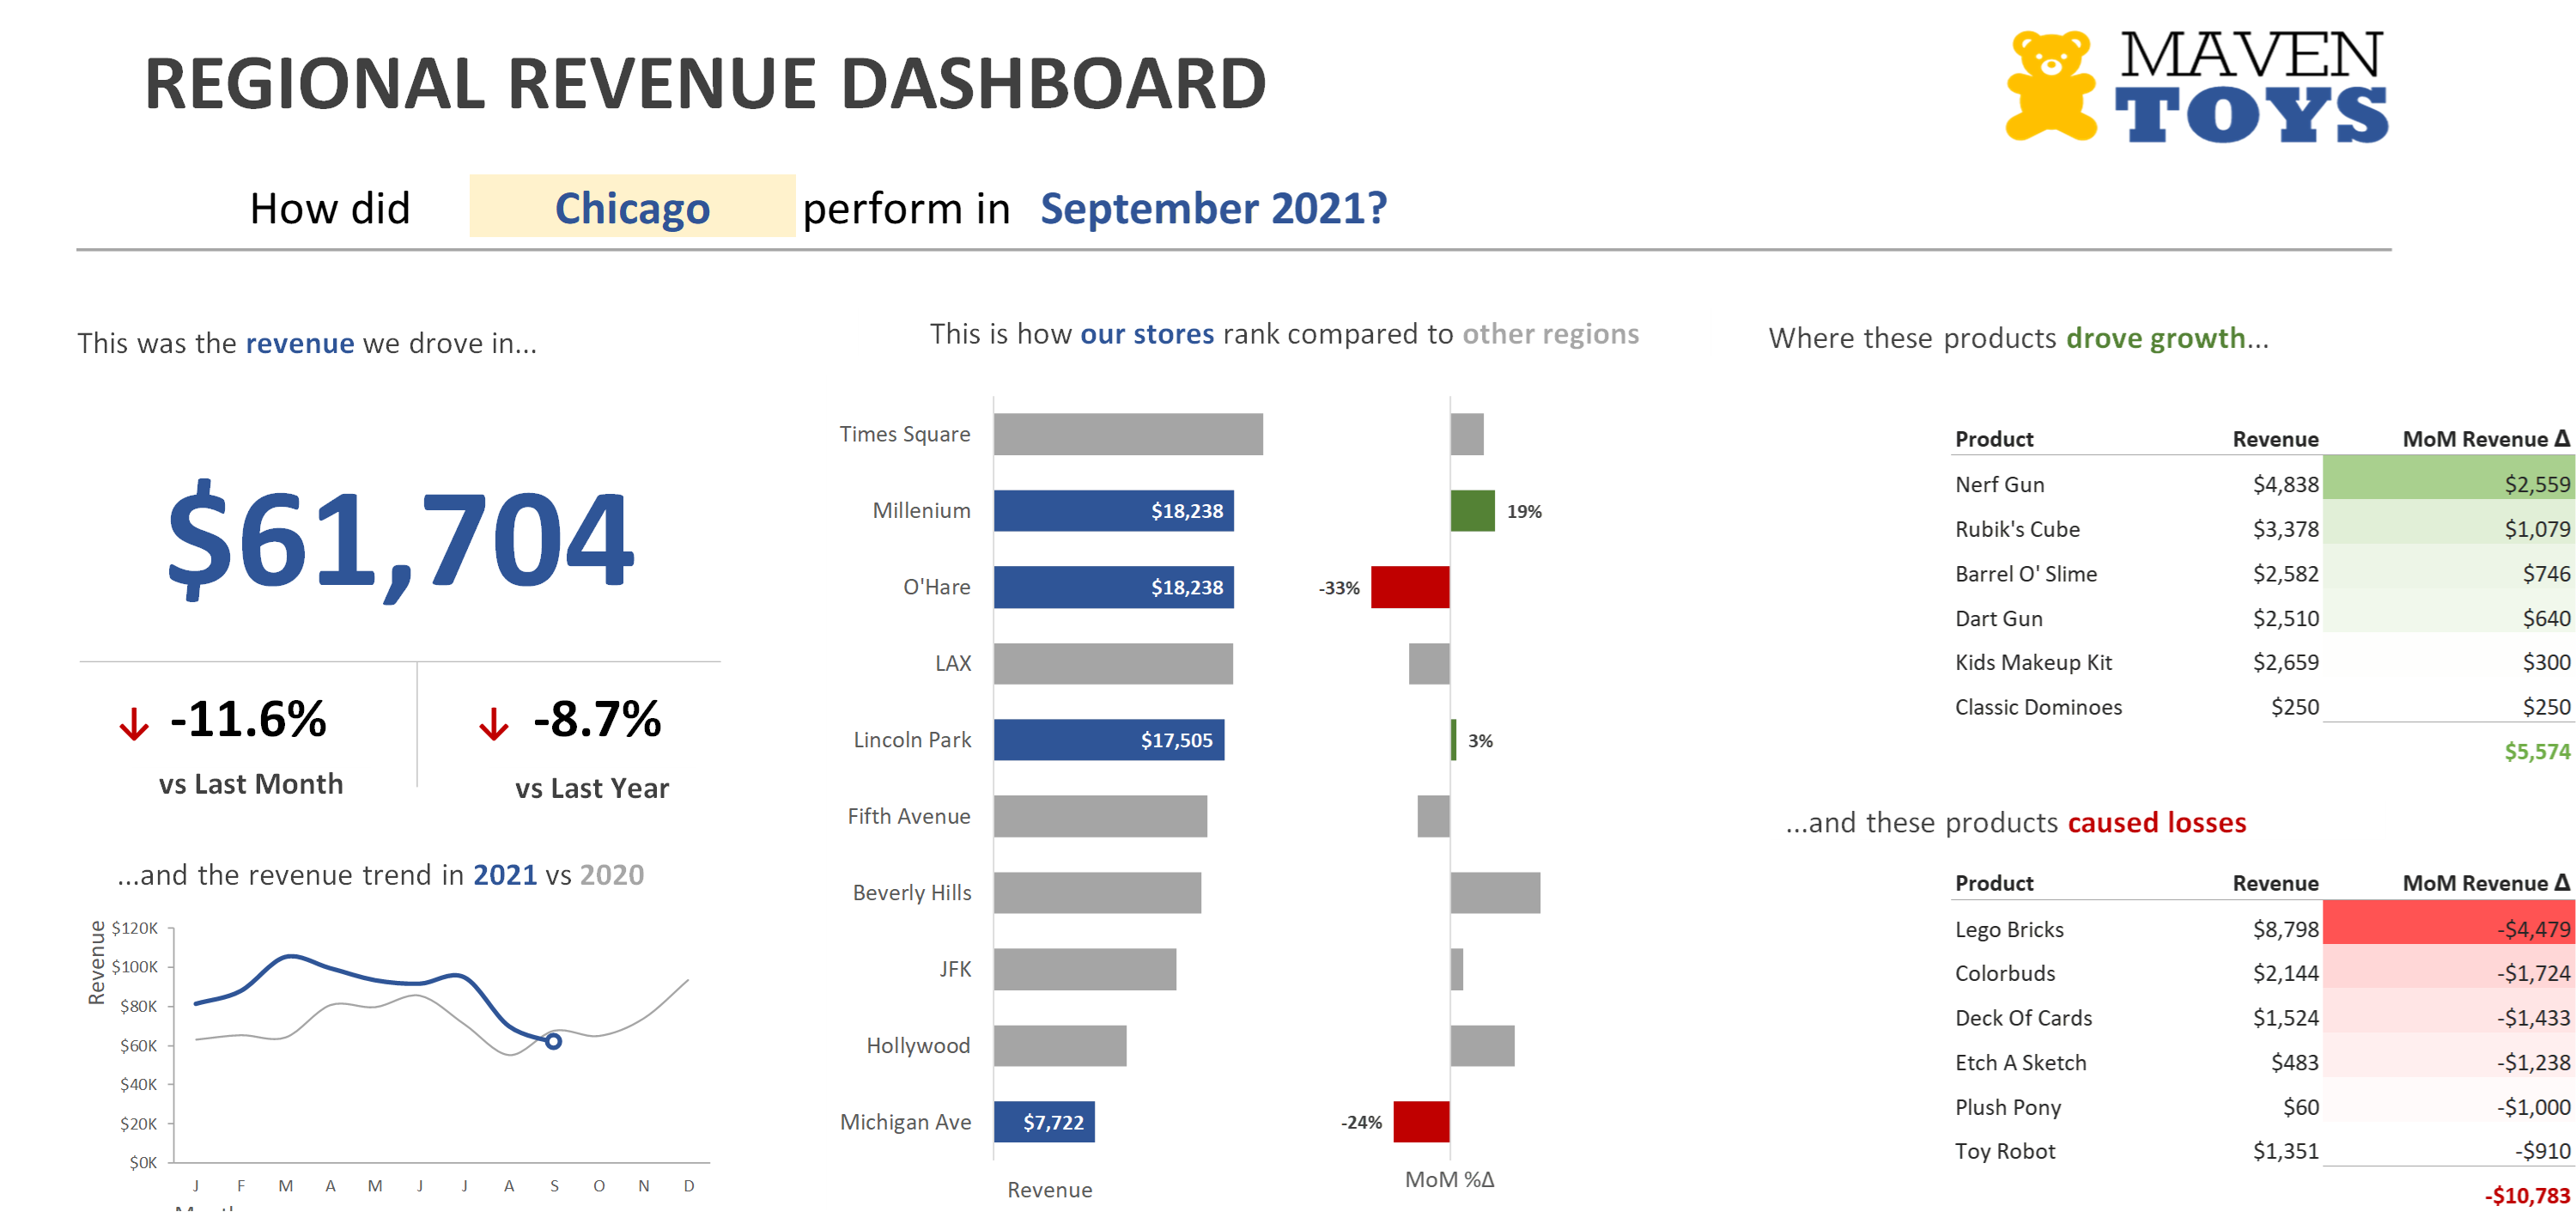 REGIONAL REVENUE DASHBOARD
MAVEN
TOYS
How did Chicago perform in September 2021?
This was the revenue we drove in...
$61,704
-11.6%
vs Last Month
-8.7%
vs Last Year
...and the revenue trend in 2021 vs 2020
Revenue
$120K
$100K
$80K
$60K
$40K
$20K
$0K
J F M A M J J A S O N D
This is how our stores rank compared to other regions
Times Square
Millenium $18,238 19%
O'Hare $18,238 -33%
LAX
Lincoln Park $17,505 3%
Fifth Avenue
Beverly Hills
JFK
Hollywood
Michigan Ave $7,722 -24%
Revenue
MoM %Δ
Where these products drove growth...
Product Revenue MoM Revenue Δ
Nerf Gun $4,838 $2,559
Rubik's Cube $3,378 $1,079
Barrel O' Slime $2,582 $746
Dart Gun $2,510 $640
Kids Makeup Kit $2,659 $300
Classic Dominoes $250 $250
$5,574
...and these products caused losses
Product Revenue MoM Revenue Δ
Lego Bricks $8,798 -$4,479
Colorbuds $2,144 -$1,724
Deck Of Cards $1,524 -$1,433
Etch A Sketch $483 -$1,238
Plush Pony $60 -$1,000
Toy Robot $1,351 -$910
-$10,783